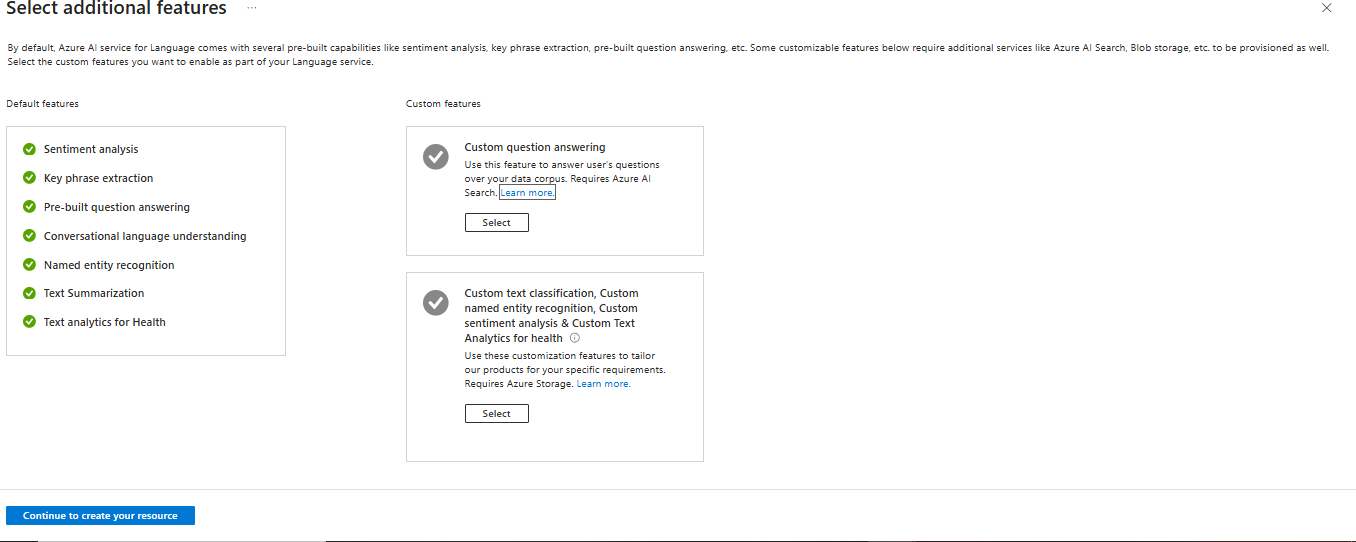 Select additional features ...
By default, Azure AI service for Language comes with several pre-built capabilities like sentiment analysis, key phrase extraction, pre-built question answering, etc. Some customizable features below require additional services like Azure AI Search, Blob storage, etc. to be provisioned as well.
Select the custom features you want to enable as part of your Language service.
Default features
Sentiment analysis
Key phrase extraction
Pre-built question answering
Conversational language understanding
Named entity recognition
Text Summarization
Text analytics for Health
Custom features
Custom question answering
Use this feature to answer user's questions
over your data corpus. Requires Azure AI
Search. Learn more.
Select
Custom text classification, Custom
named entity recognition, Custom
sentiment analysis & Custom Text
Analytics for health
Use these customization features to tailor
our products for your specific requirements.
Requires Azure Storage. Learn more.
Select
Continue to create your resource